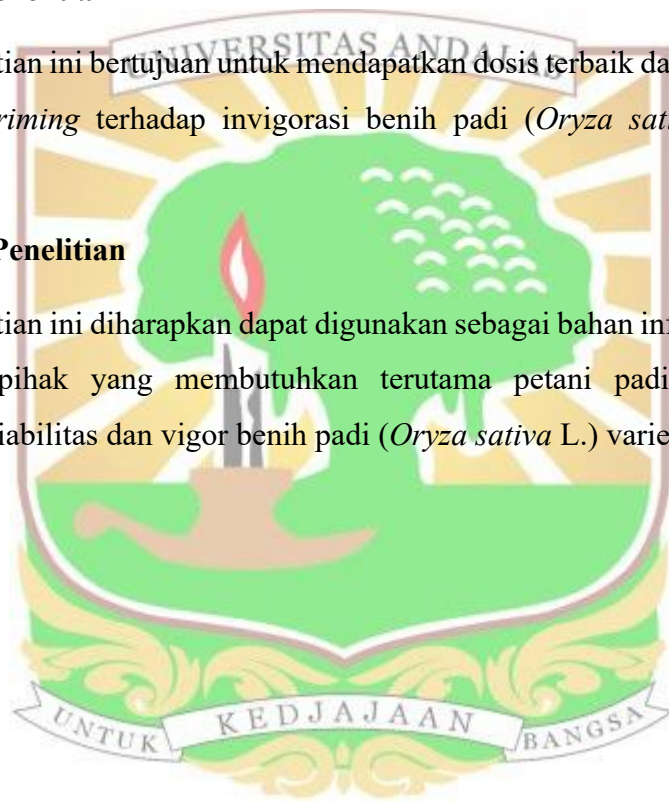 UNIVERSITAS ANDALAS
tian ini bertujuan untuk mendapatkan dosis terbaik da
riming terhadap invigorasi benih padi (Oryza sati
Penelitian
tian ini diharapkan dapat digunakan sebagai bahan inf
pihak yang membutuhkan terutama petani padi
iabilitas dan vigor benih padi (Oryza sativa L.) varie
UNTUK KEDJAJAAN BANGSA